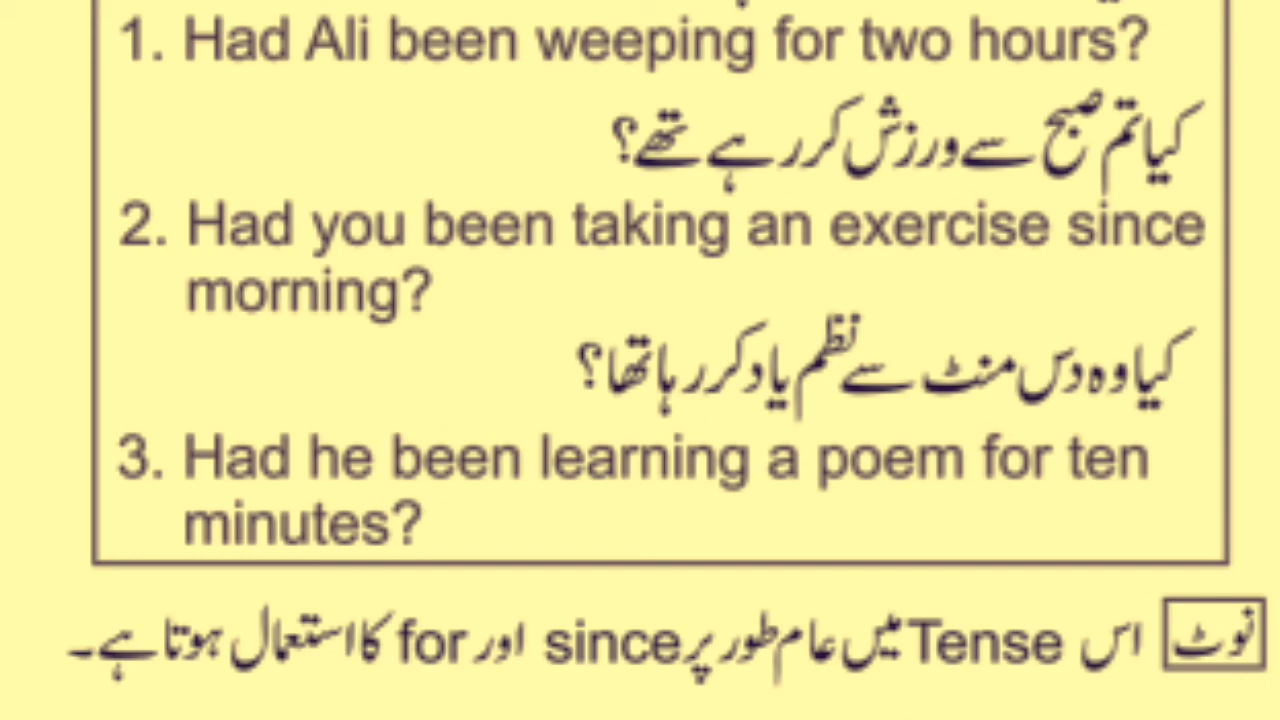 1. Had Ali been weeping for two hours?
کیا تم صبح سے ورزش کر رہے تھے؟
2. Had you been taking an exercise since
morning?
کیا وہ دس منٹ سے نظم یاد کر رہا تھا؟
3. Had he been learning a poem for ten
minutes?
نوٹ اس Tense میں عام طور پر since اور for کا استعمال ہوتا ہے۔